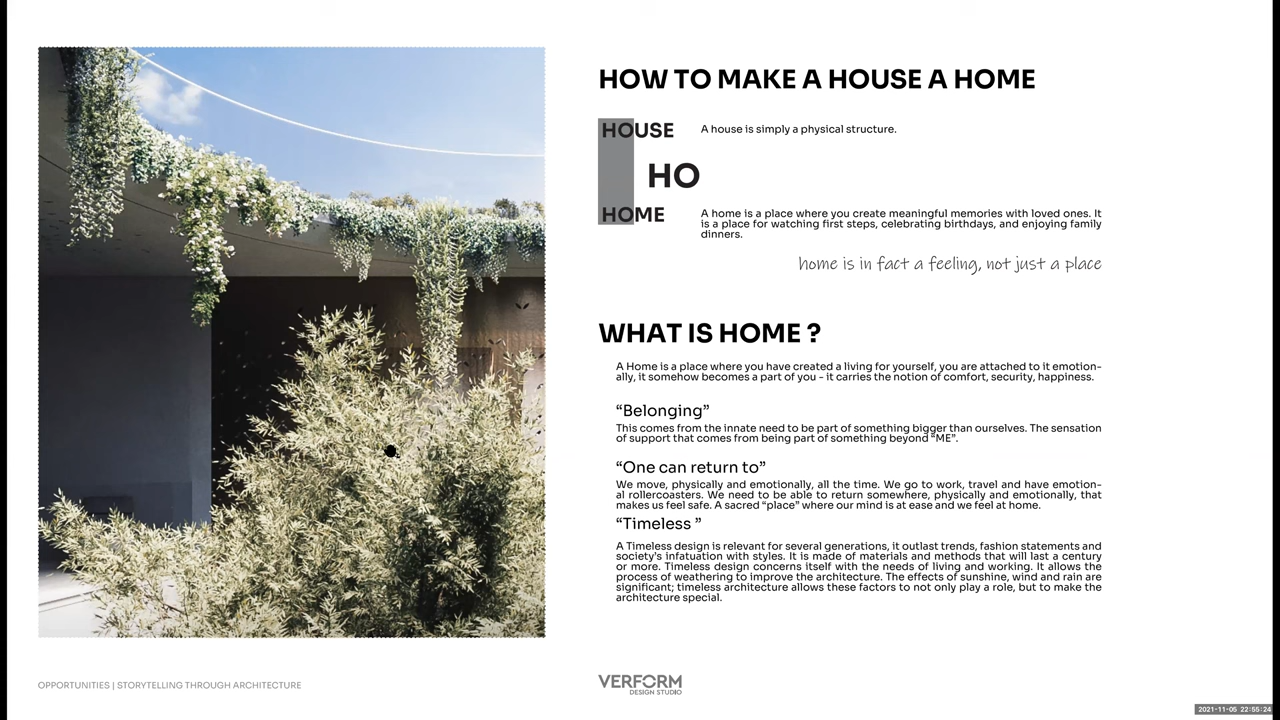 HOW TO MAKE A HOUSE A HOME
HOUSE
A house is simply a physical structure.
HO
HOME
A home is a place where you create meaningful memories with loved ones. It
is a place for watching first steps, celebrating birthdays, and enjoying family
dinners.
home is in fact a feeling, not just a place
WHAT IS HOME ?
A Home is a place where you have created a living for yourself, you are attached to it emotion-
ally, it somehow becomes a part of you - it carries the notion of comfort, security, happiness.
“Belonging”
This comes from the innate need to be part of something bigger than ourselves. The sensation
of support that comes from being part of something beyond “ME”.
“One can return to”
We move, physically and emotionally, all the time. We go to work, travel and have emotion-
al rollercoasters. We need to be able to return somewhere, physically and emotionally, that
makes us feel safe. A sacred “place” where our mind is at ease and we feel at home.
“Timeless ”
A Timeless design is relevant for several generations, it outlast trends, fashion statements and
society’s infatuation with styles. It is made of materials and methods that will last a century
or more. Timeless design concerns itself with the needs of living and working. It allows the
process of weathering to improve the architecture. The effects of sunshine, wind and rain are
significant; timeless architecture allows these factors to not only play a role, but to make the
architecture special.
OPPORTUNITIES | STORYTELLING THROUGH ARCHITECTURE
VERFORM
DESIGN STUDIO
2021-11-05 22:55:24